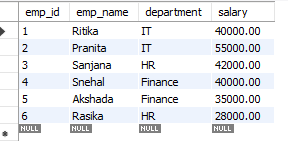 emp_id emp_name department salary
1 Ritika IT 40000.00
2 Pranita IT 55000.00
3 Sanjana HR 42000.00
4 Snehal Finance 40000.00
5 Akshada Finance 35000.00
6 Rasika HR 28000.00
NULL NULL NULL NULL